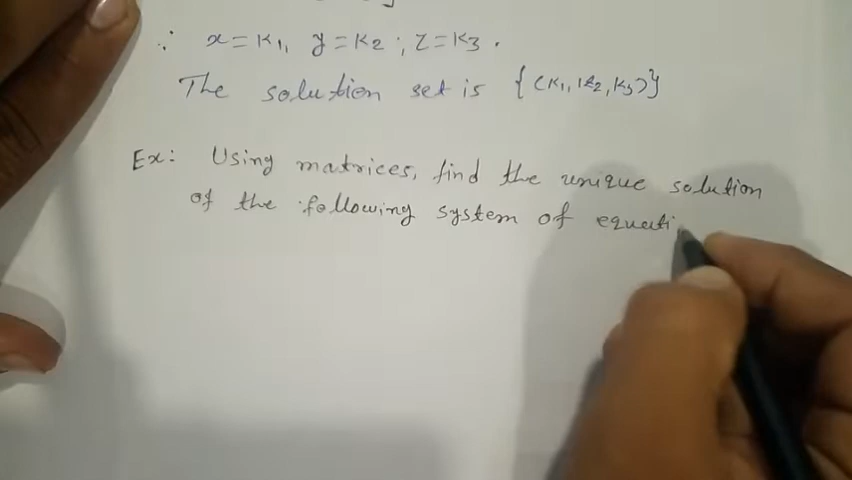 ∵ x = K1, y = K2 ; z = K3 .
The solution set is {(K1, K2, K3)}
Ex: Using matrices, find the unique solution
of the following system of equati